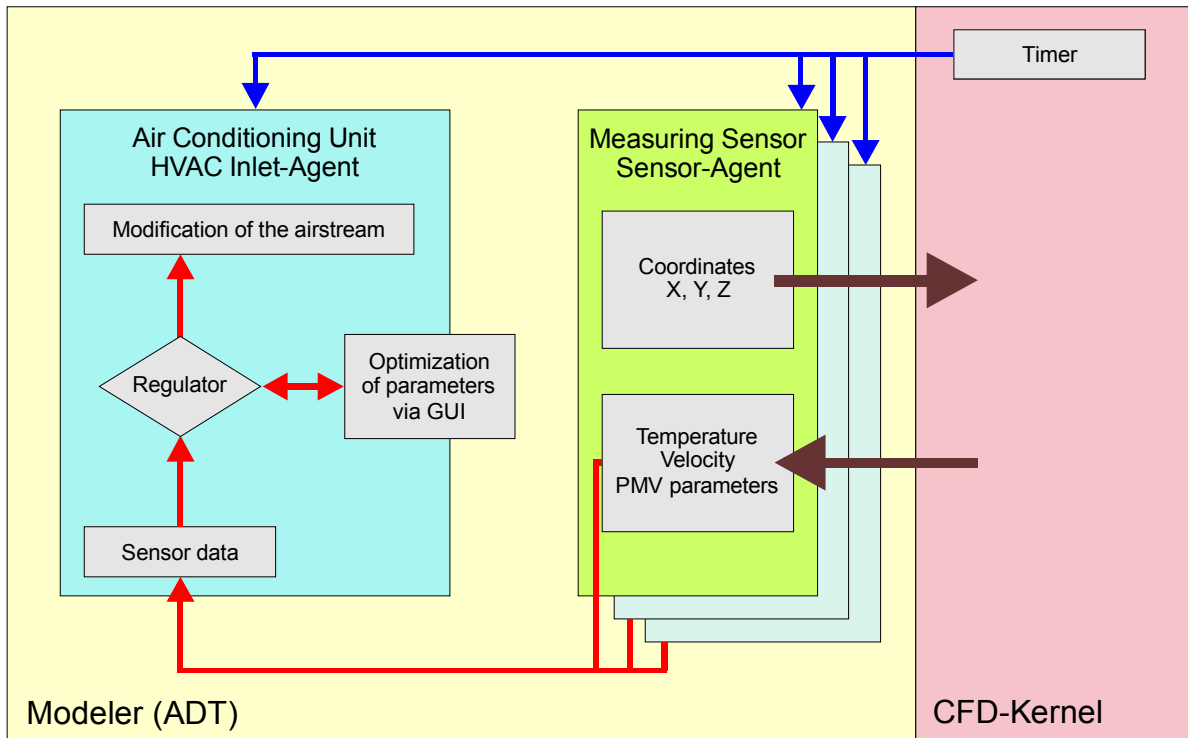 Timer
Air Conditioning Unit
HVAC Inlet-Agent
Modification of the airstream
Regulator
Optimization
of parameters
via GUI
Sensor data
Measuring Sensor
Sensor-Agent
Coordinates
X, Y, Z
Temperature
Velocity
PMV parameters
Modeler (ADT)
CFD-Kernel